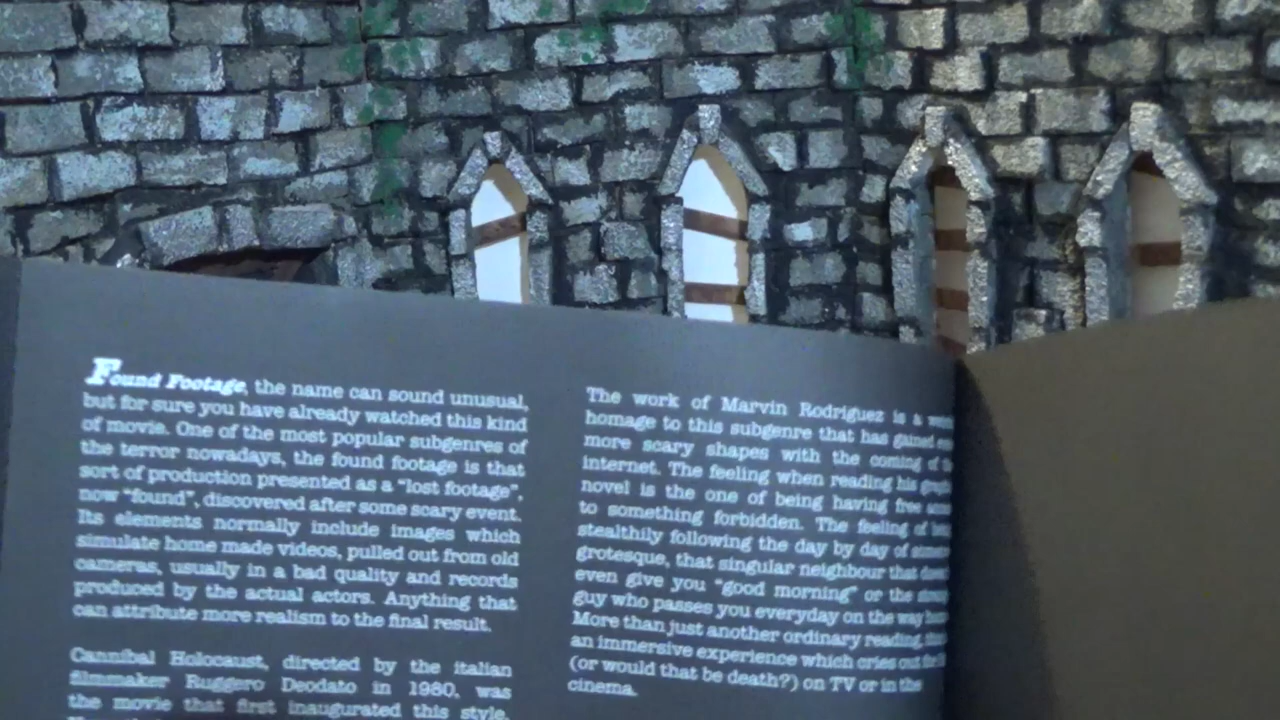 Found Footage, the name can sound unusual,
but for sure you have already watched this kind
of movie. One of the most popular subgenres of
the terror nowadays, the found footage is that
sort of production presented as a "lost footage",
now "found", discovered after some scary event.
Its elements normally include images which
simulate home made videos, pulled out from old
cameras, usually in a bad quality and records
produced by the actual actors. Anything that
can attribute more realism to the final result.
Cannibal Holocaust, directed by the italian
filmmaker Ruggero Deodato in 1980, was
the movie that first inaugurated this style.
The work of Marvin Rodriguez is a
homage to this subgenre that has gained
more scary shapes with the coming of
internet. The feeling when reading his
novel is the one of being having free
to something forbidden. The feeling of
stealthily following the day by day of
grotesque, that singular neighbour that
even give you "good morning" or the
guy who passes you everyday on the way
More than just another ordinary reading,
an immersive experience which cries out
(or would that be death?) on TV or in the
cinema.